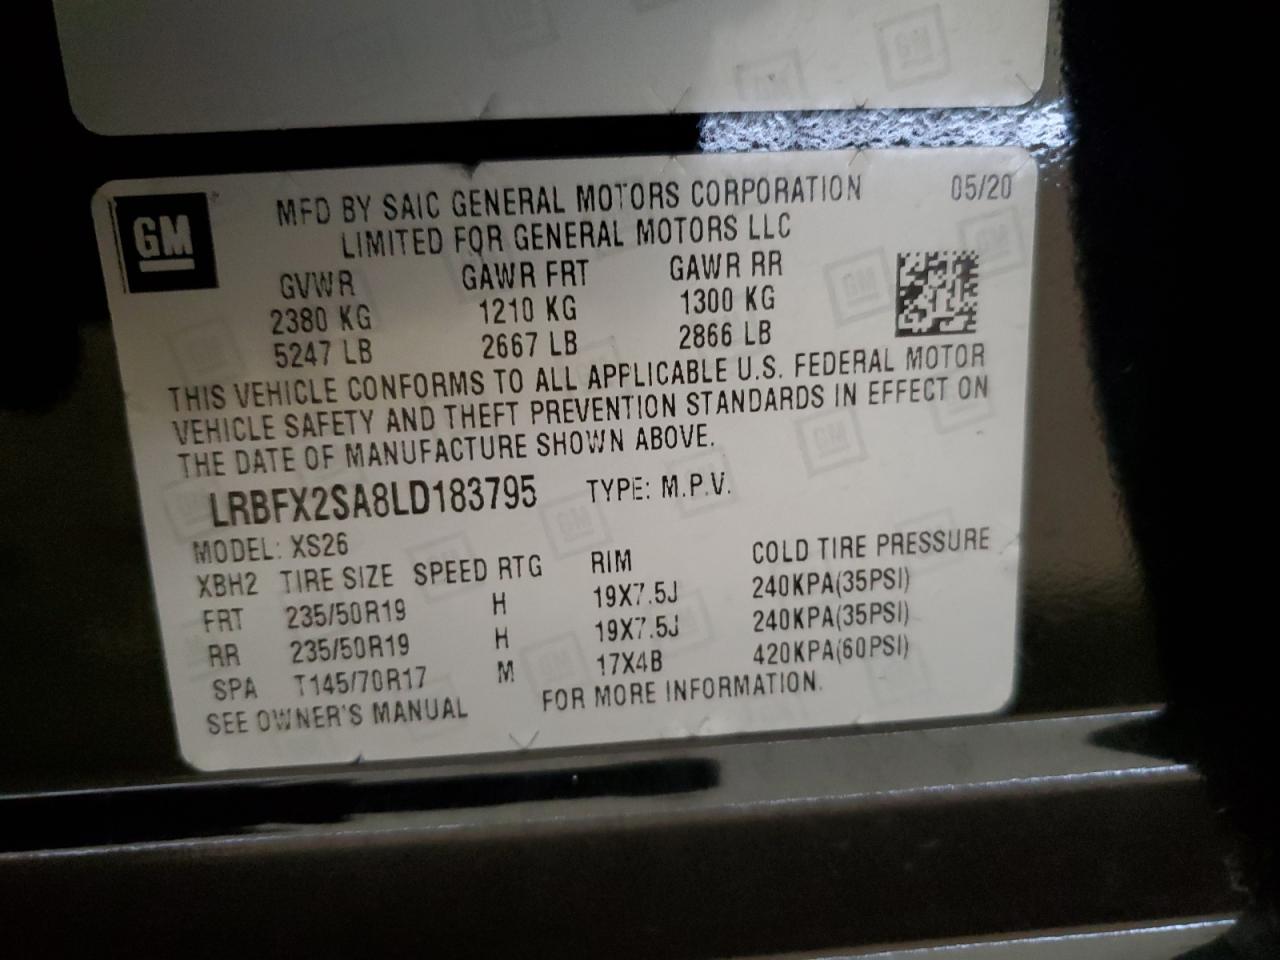 GM
MFD BY SAIC GENERAL MOTORS CORPORATION 05/20
LIMITED FOR GENERAL MOTORS LLC
GVWR GAWR FRT GAWR RR
2380 KG 1210 KG 1300 KG
5247 LB 2667 LB 2866 LB
THIS VEHICLE CONFORMS TO ALL APPLICABLE U.S. FEDERAL MOTOR
VEHICLE SAFETY AND THEFT PREVENTION STANDARDS IN EFFECT ON
THE DATE OF MANUFACTURE SHOWN ABOVE.
LRBFX2SA8LD183795 TYPE: M.P.V.
MODEL: XS26
XBH2 TIRE SIZE SPEED RTG RIM COLD TIRE PRESSURE
FRT 235/50R19 H 19X7.5J 240KPA(35PSI)
RR 235/50R19 H 19X7.5J 240KPA(35PSI)
SPA T145/70R17 M 17X4B 420KPA(60PSI)
SEE OWNER'S MANUAL FOR MORE INFORMATION.